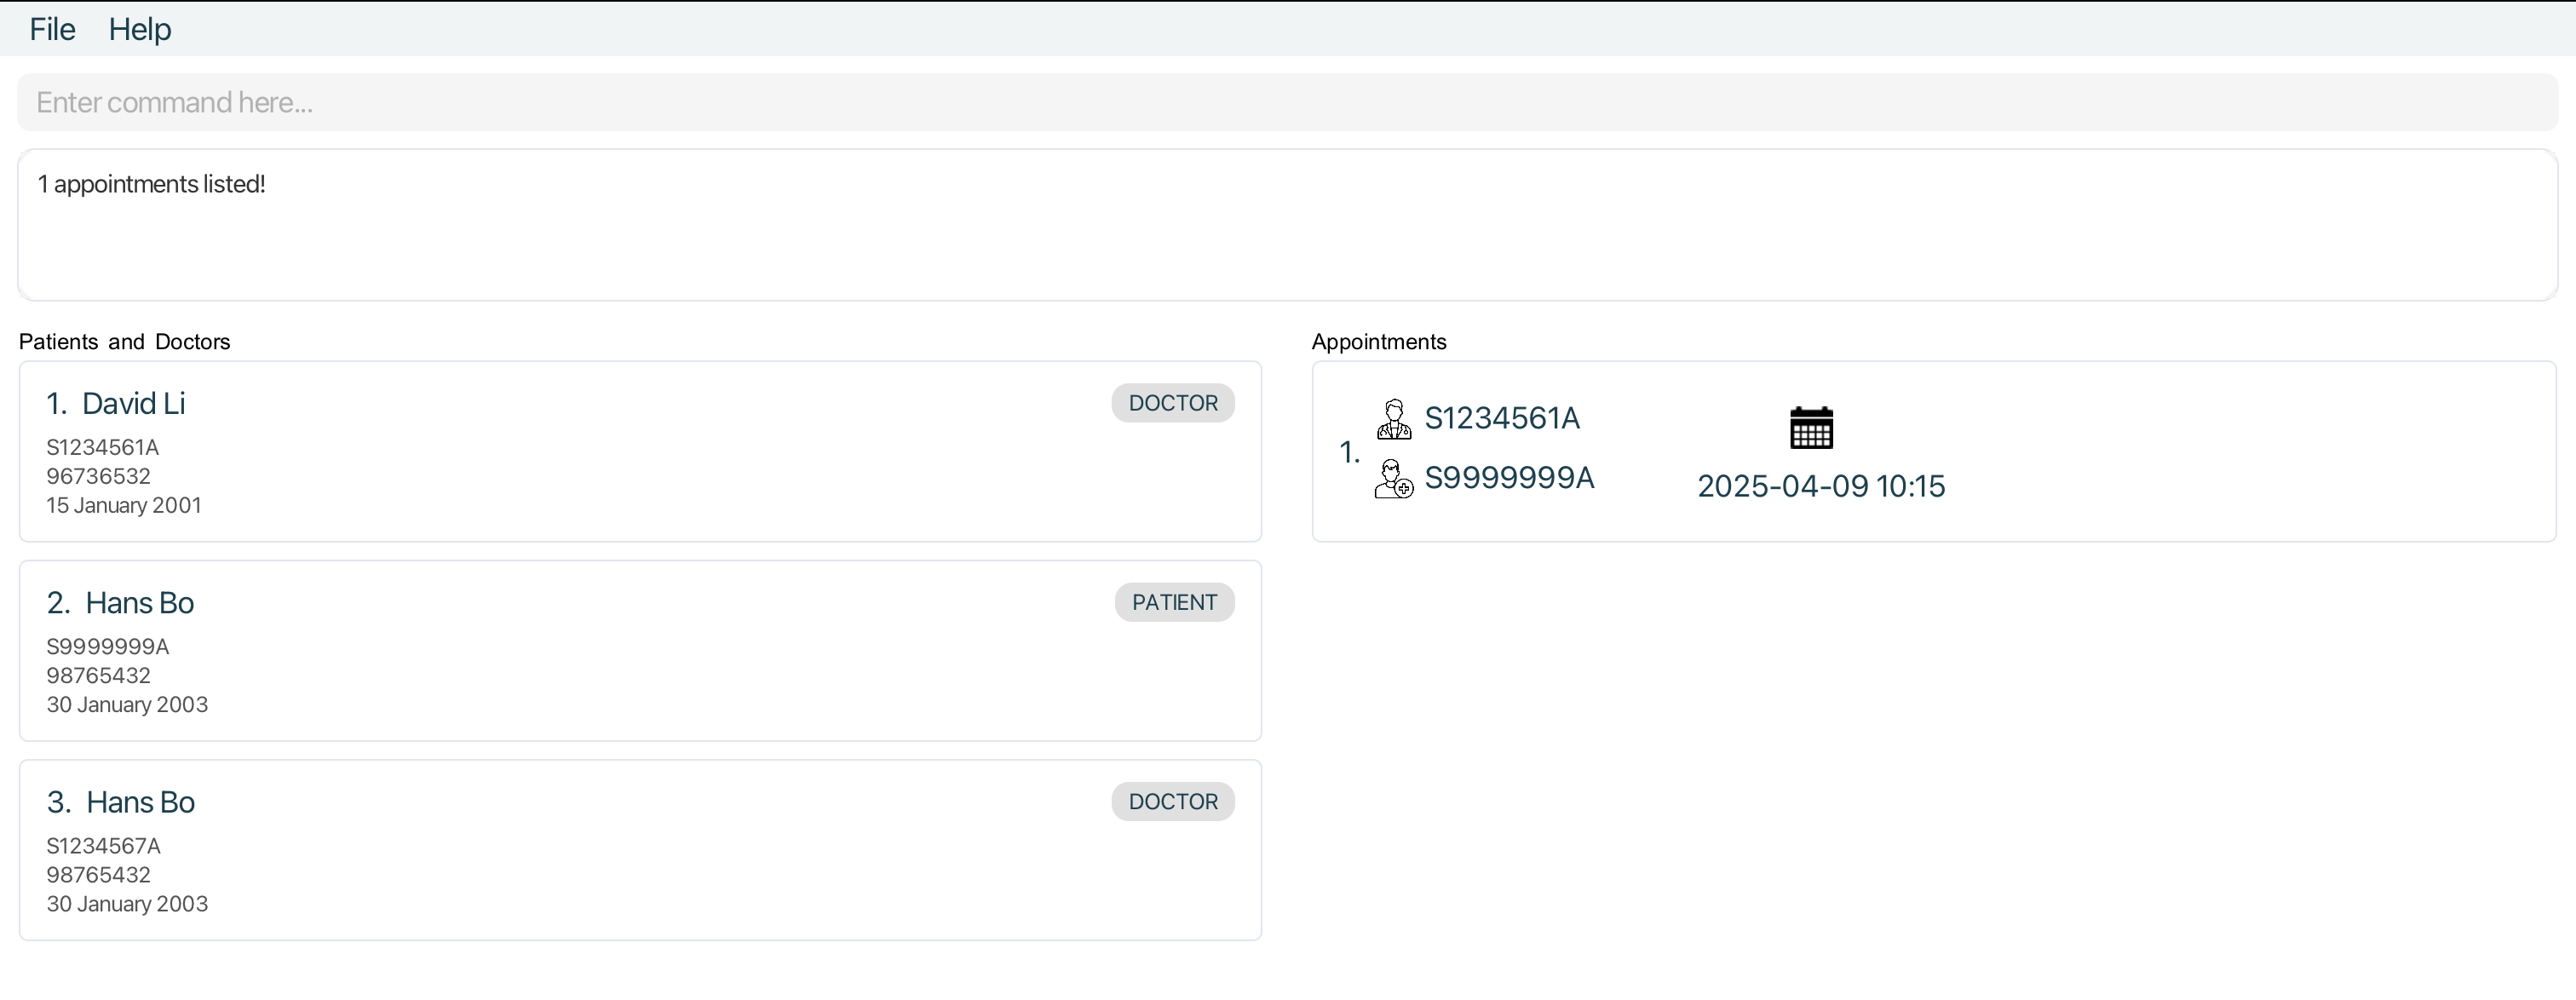 File Help
Enter command here...
1 appointments listed!
Patients and Doctors
1. David Li
DOCTOR
S1234561A
96736532
15 January 2001
2. Hans Bo
PATIENT
S9999999A
98765432
30 January 2003
3. Hans Bo
DOCTOR
S1234567A
98765432
30 January 2003
Appointments
1.
S1234561A
S9999999A
2025-04-09 10:15